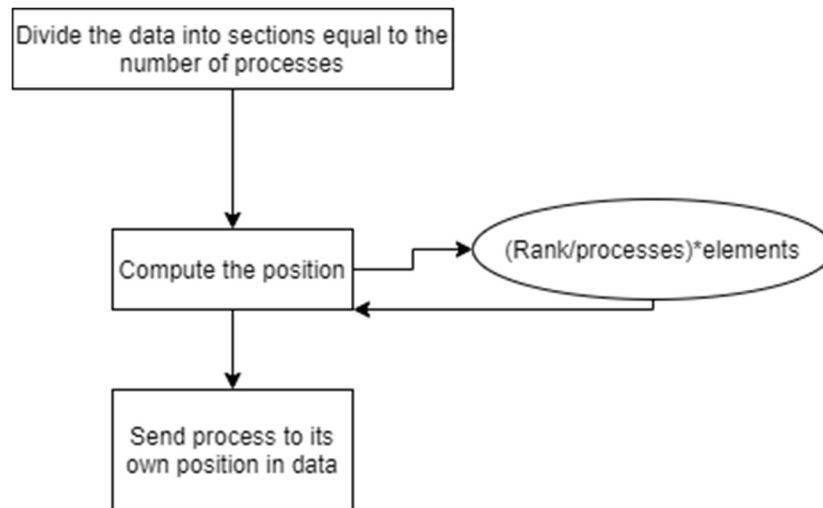 Divide the data into sections equal to the
number of processes
Compute the position
(Rank/processes)*elements
Send process to its
own position in data